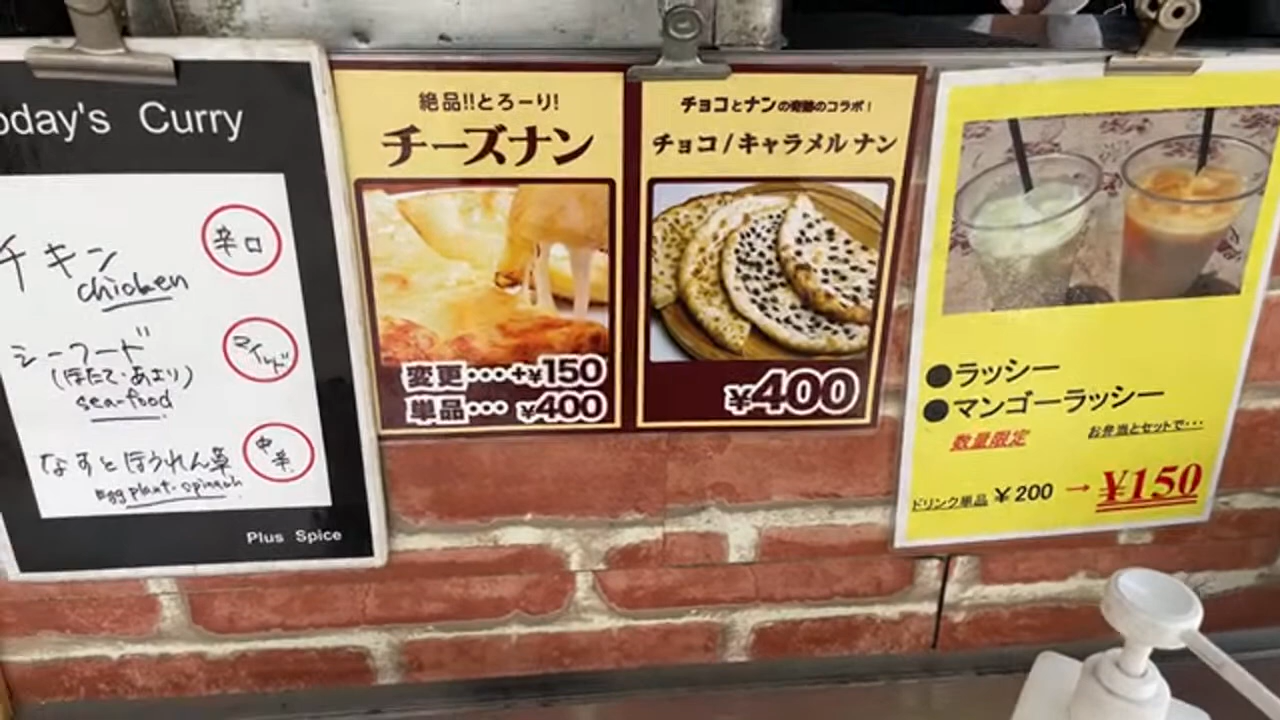 oday's Curry
チキン
chicken
辛口
シーフード
(ほたて・あさり)
sea-food
マイルド
なすとほうれん草
Egg plant・spinach
中辛
Plus Spice
絶品!!とろーり!
チーズナン
変更･･･+¥150
単品･･･ ¥400
チョコとナンの奇跡のコラボ!
チョコ/キャラメルナン
¥400
●ラッシー
●マンゴーラッシー
数量限定 お弁当とセットで･･･
ドリンク単品 ¥200 → ¥150